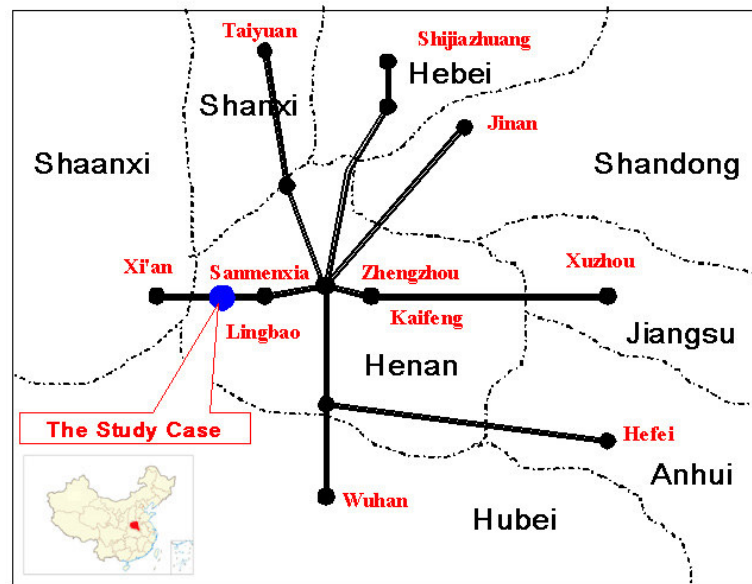 Taiyuan
Shijiazhuang
Hebei
Shanxi
Jinan
Shaanxi
Shandong
Xi'an
Sanmenxia
Zhengzhou
Xuzhou
Lingbao
Kaifeng
Jiangsu
Henan
The Study Case
Hefei
Anhui
Wuhan
Hubei